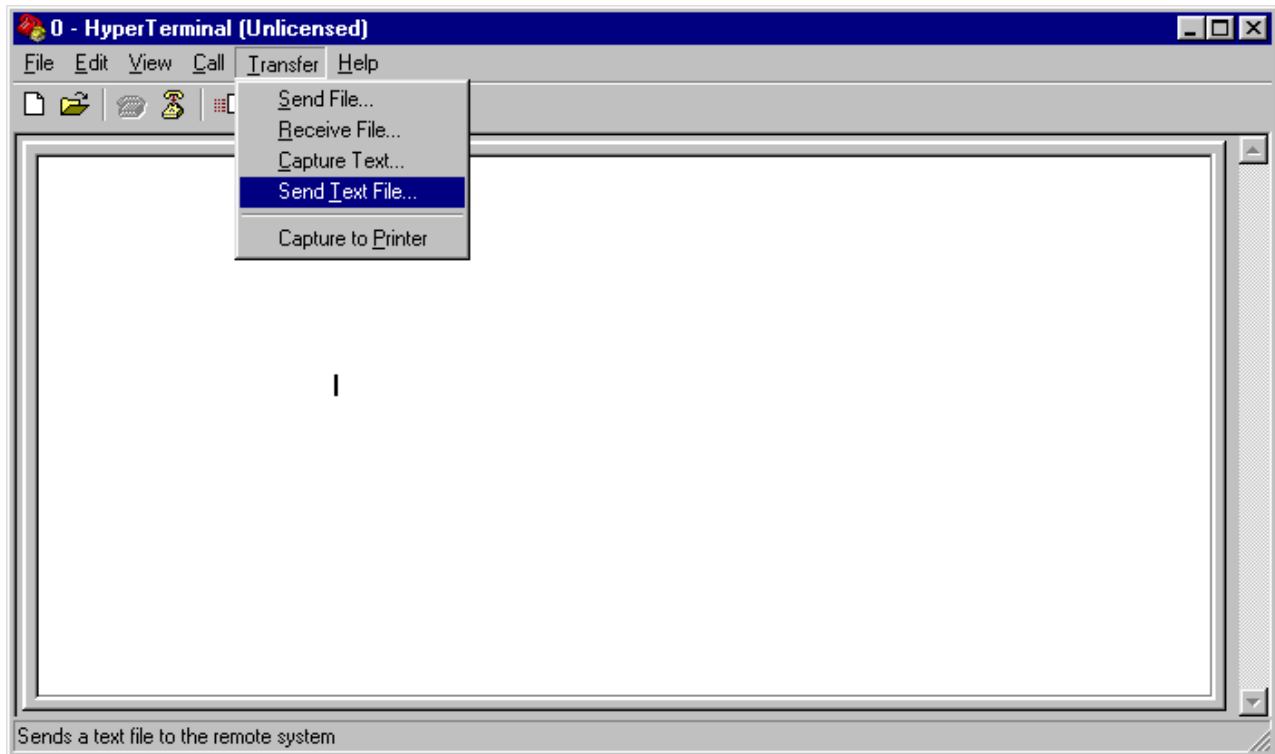 0 - HyperTerminal (Unlicensed)
File Edit View Call Transfer Help
Send File...
Receive File...
Capture Text...
Send Text File...
Capture to Printer
Sends a text file to the remote system